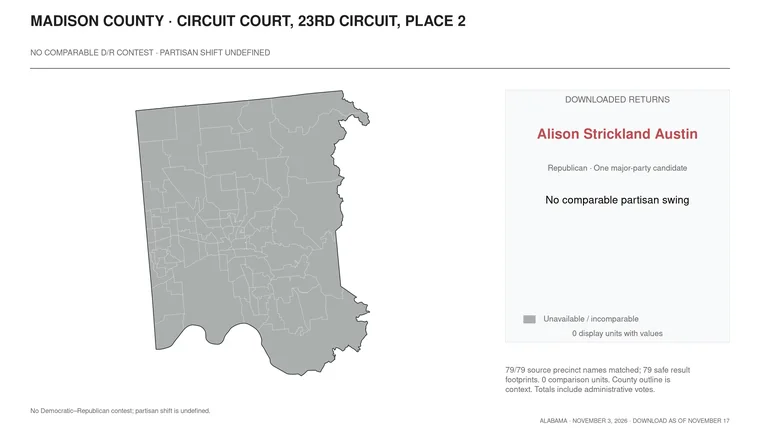 MADISON COUNTY · CIRCUIT COURT, 23RD CIRCUIT, PLACE 2
NO COMPARABLE D/R CONTEST · PARTISAN SHIFT UNDEFINED
DOWNLOADED RETURNS
Alison Strickland Austin
Republican · One major-party candidate
No comparable partisan swing
Unavailable / incomparable
0 display units with values
79/79 source precinct names matched; 79 safe result
footprints. 0 comparison units. County outline is
context. Totals include administrative votes.
No Democratic–Republican contest; partisan shift is undefined.
ALABAMA · NOVEMBER 3, 2026 · DOWNLOAD AS OF NOVEMBER 17